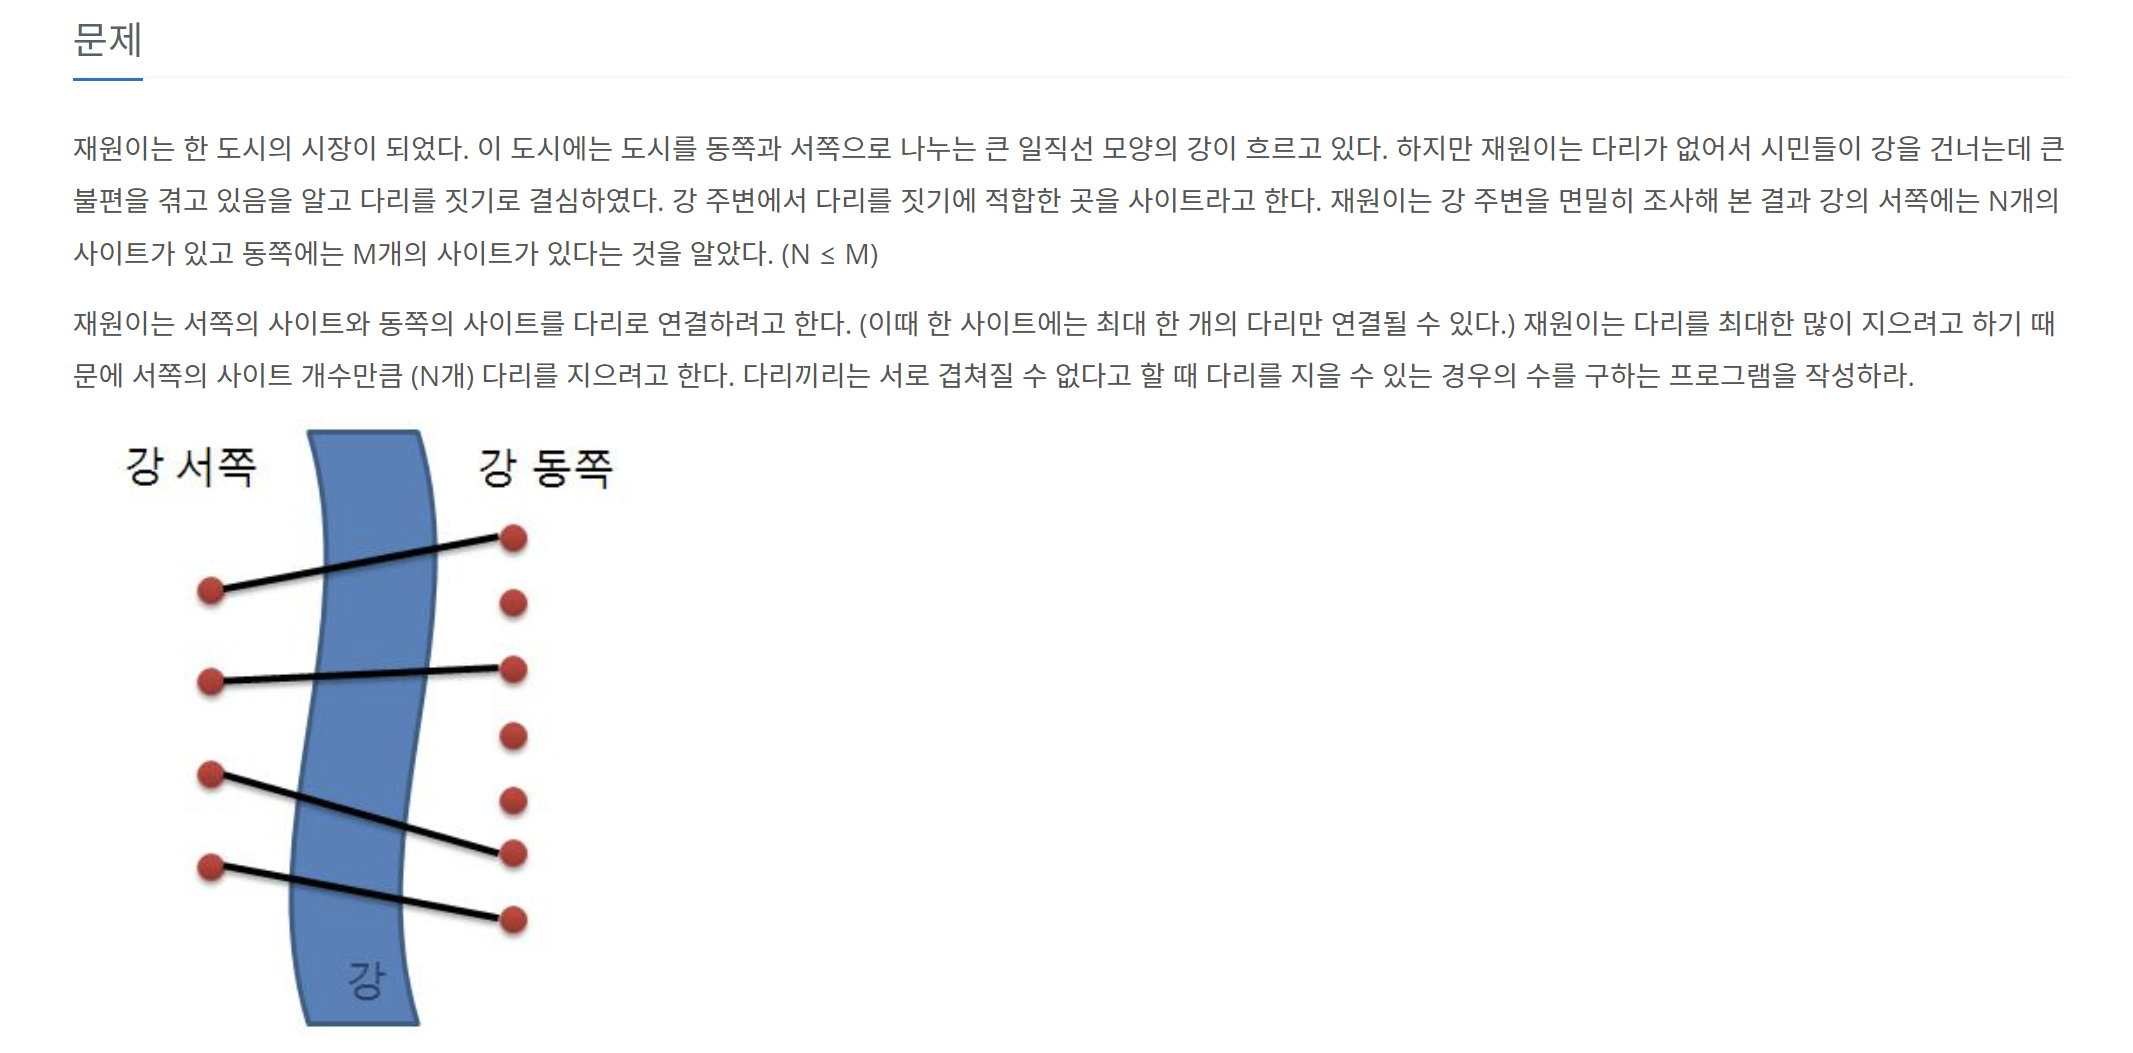 문제
재원이는 한 도시의 시장이 되었다. 이 도시에는 도시를 동쪽과 서쪽으로 나누는 큰 일직선 모양의 강이 흐르고 있다. 하지만 재원이는 다리가 없어서 시민들이 강을 건너는데 큰
불편을 겪고 있음을 알고 다리를 짓기로 결심하였다. 강 주변에서 다리를 짓기에 적합한 곳을 사이트라고 한다. 재원이는 강 주변을 면밀히 조사해 본 결과 강의 서쪽에는 N개의
사이트가 있고 동쪽에는 M개의 사이트가 있다는 것을 알았다. (N ≤ M)
재원이는 서쪽의 사이트와 동쪽의 사이트를 다리로 연결하려고 한다. (이때 한 사이트에는 최대 한 개의 다리만 연결될 수 있다.) 재원이는 다리를 최대한 많이 지으려고 하기 때
문에 서쪽의 사이트 개수만큼 (N개) 다리를 지으려고 한다. 다리끼리는 서로 겹쳐질 수 없다고 할 때 다리를 지을 수 있는 경우의 수를 구하는 프로그램을 작성하라.
강 서쪽 강 동쪽
강